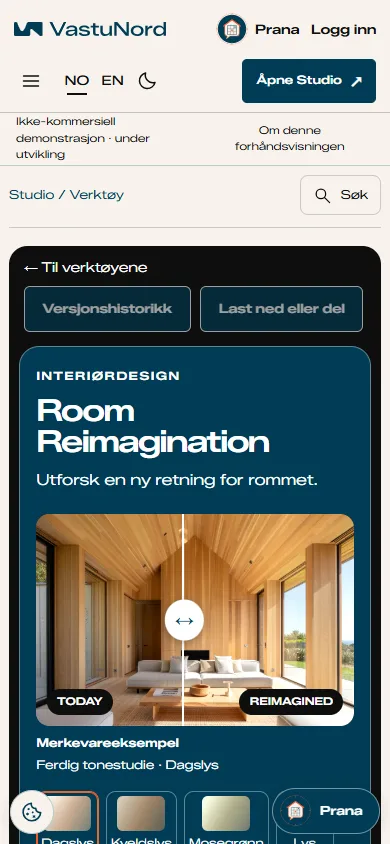 VastuNord
Prana Logg inn
NO EN
Åpne Studio ↗
Ikke-kommersiell
demonstrasjon · under
utvikling
Om denne
forhåndsvisningen
Studio / Verktøy
Søk
← Til verktøyene
Versjonshistorikk
Last ned eller del
INTERIØRDESIGN
Room
Reimagination
Utforsk en ny retning for rommet.
TODAY
REIMAGINED
Merkevareeksempel
Ferdig tonestudie · Dagslys
Dagslys Kveldslys Mosegrønn Lys
Prana